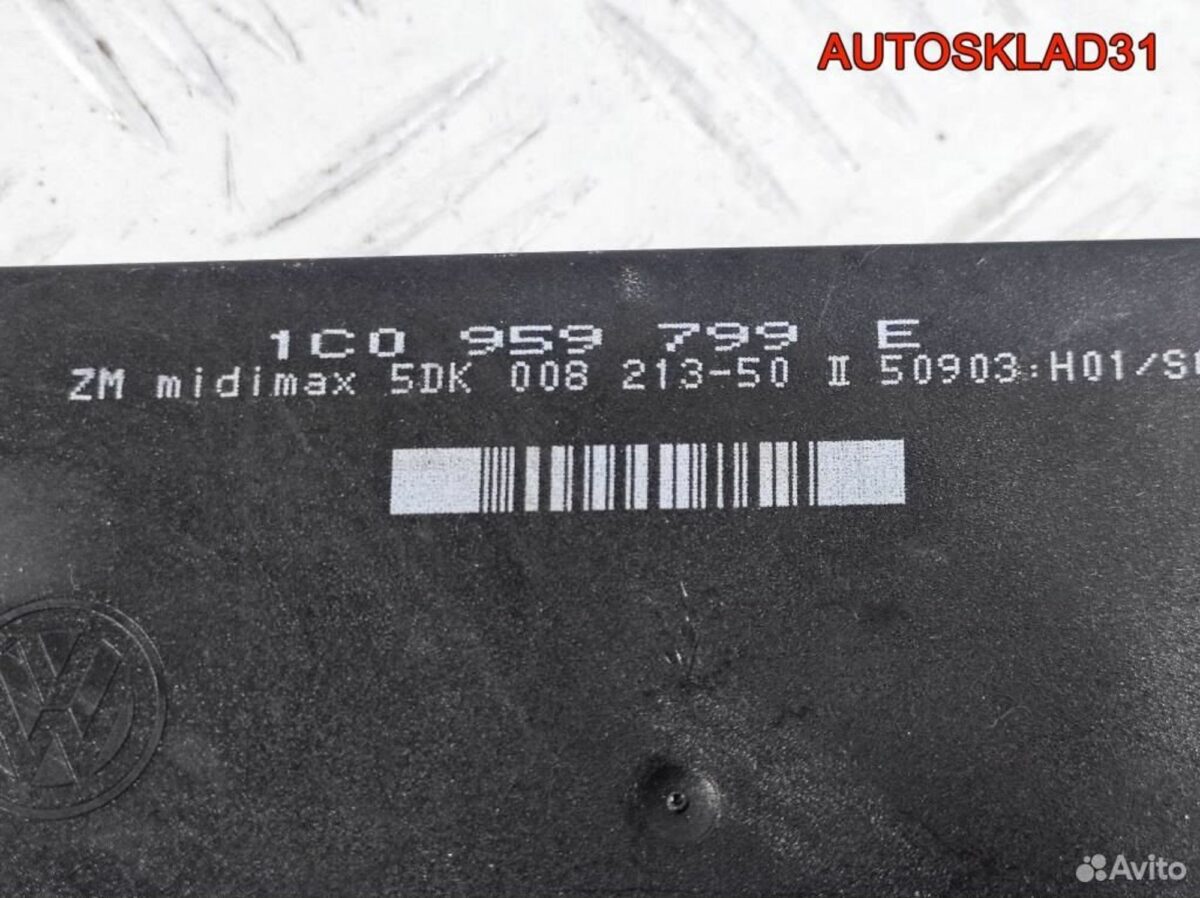 AUTOSKLAD31
1C0 959 799 E
ZM midimax 5DK 008 213-50 II 50903:H01/S
Avito